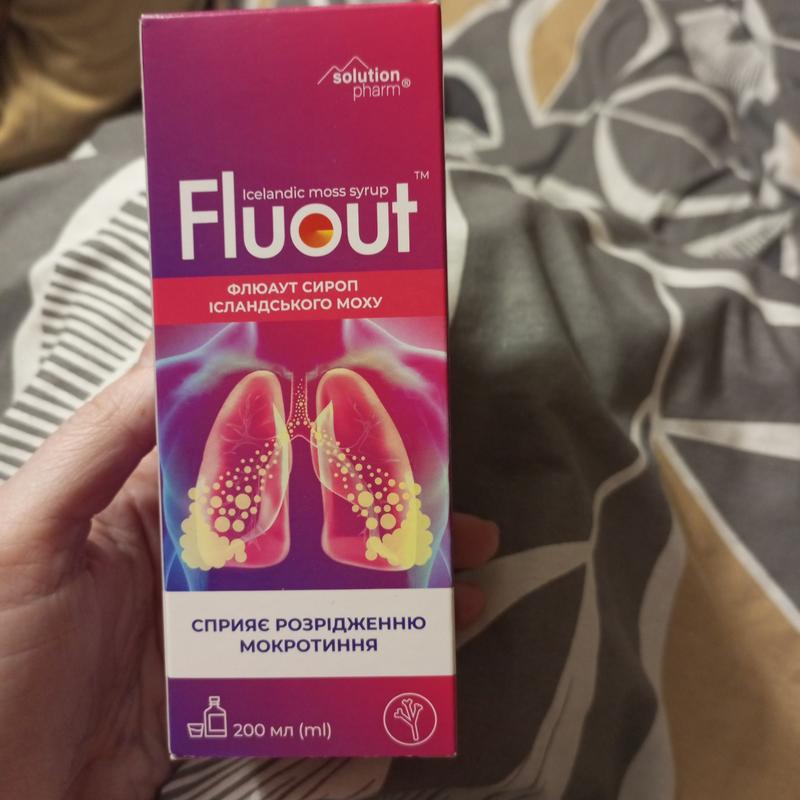 solution
pharm®
Icelandic moss syrup
Fluout™
ФЛЮАУТ СИРОП
ІСЛАНДСЬКОГО МОХУ
СПРИЯЄ РОЗРІДЖЕННЮ
МОКРОТИННЯ
200 мл (ml)